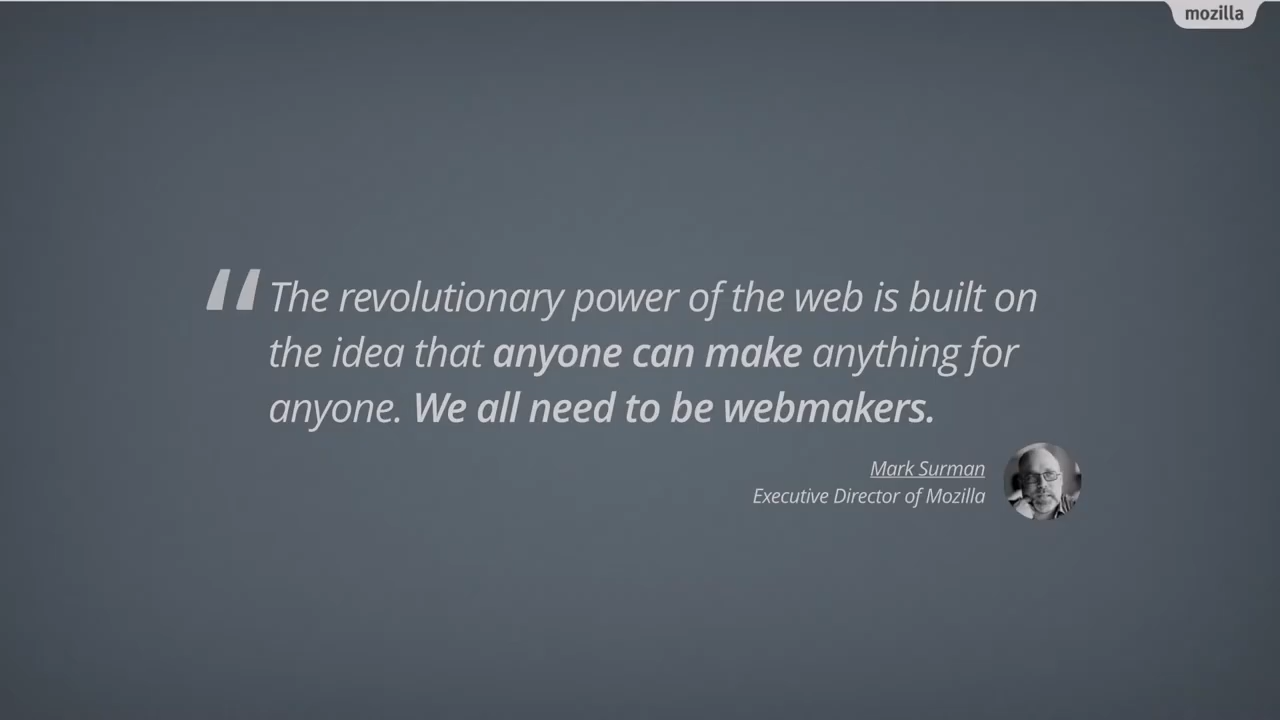 mozilla
“The revolutionary power of the web is built on
the idea that anyone can make anything for
anyone. We all need to be webmakers.
Mark Surman
Executive Director of Mozilla